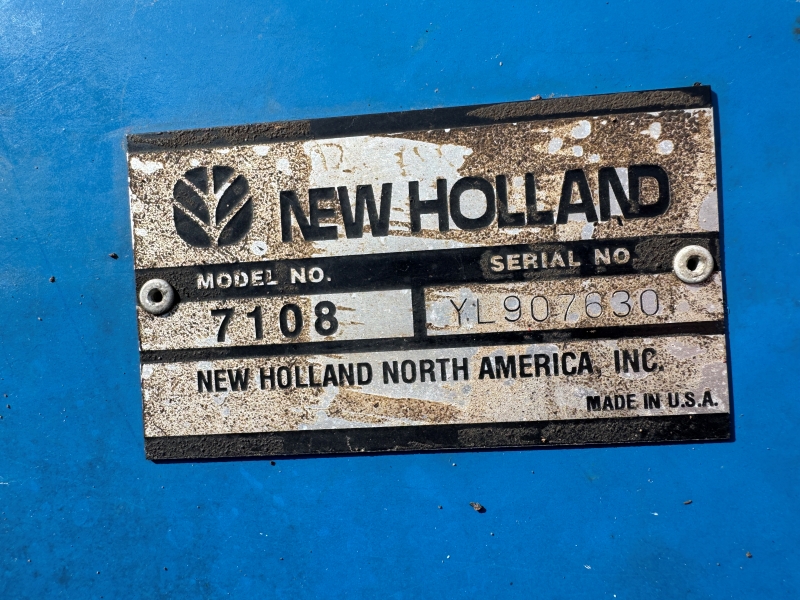 NEW HOLLAND
MODEL NO. SERIAL NO.
7108 YL907630
NEW HOLLAND NORTH AMERICA, INC.
MADE IN U.S.A.